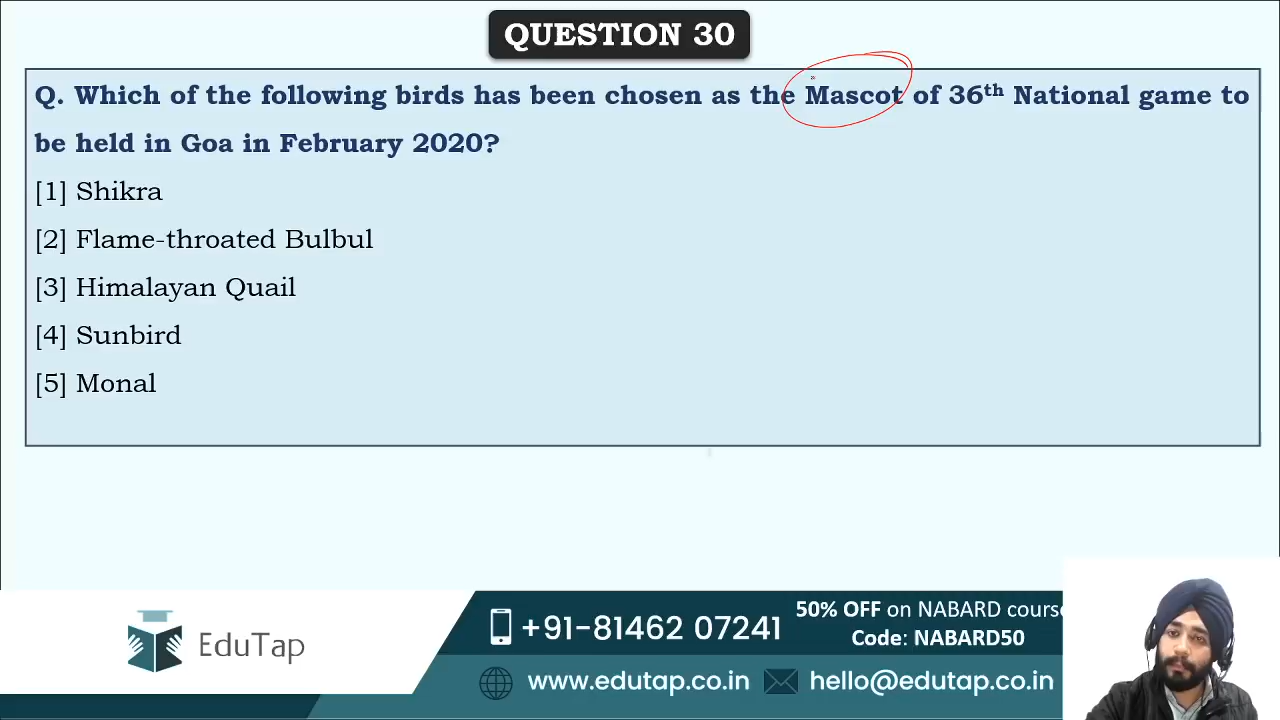 QUESTION 30
Q. Which of the following birds has been chosen as the Mascot of 36th National game to
be held in Goa in February 2020?
[1] Shikra
[2] Flame-throated Bulbul
[3] Himalayan Quail
[4] Sunbird
[5] Monal
EduTap
+91-81462 07241
50% OFF on NABARD course
Code: NABARD50
www.edutap.co.in
hello@edutap.co.in